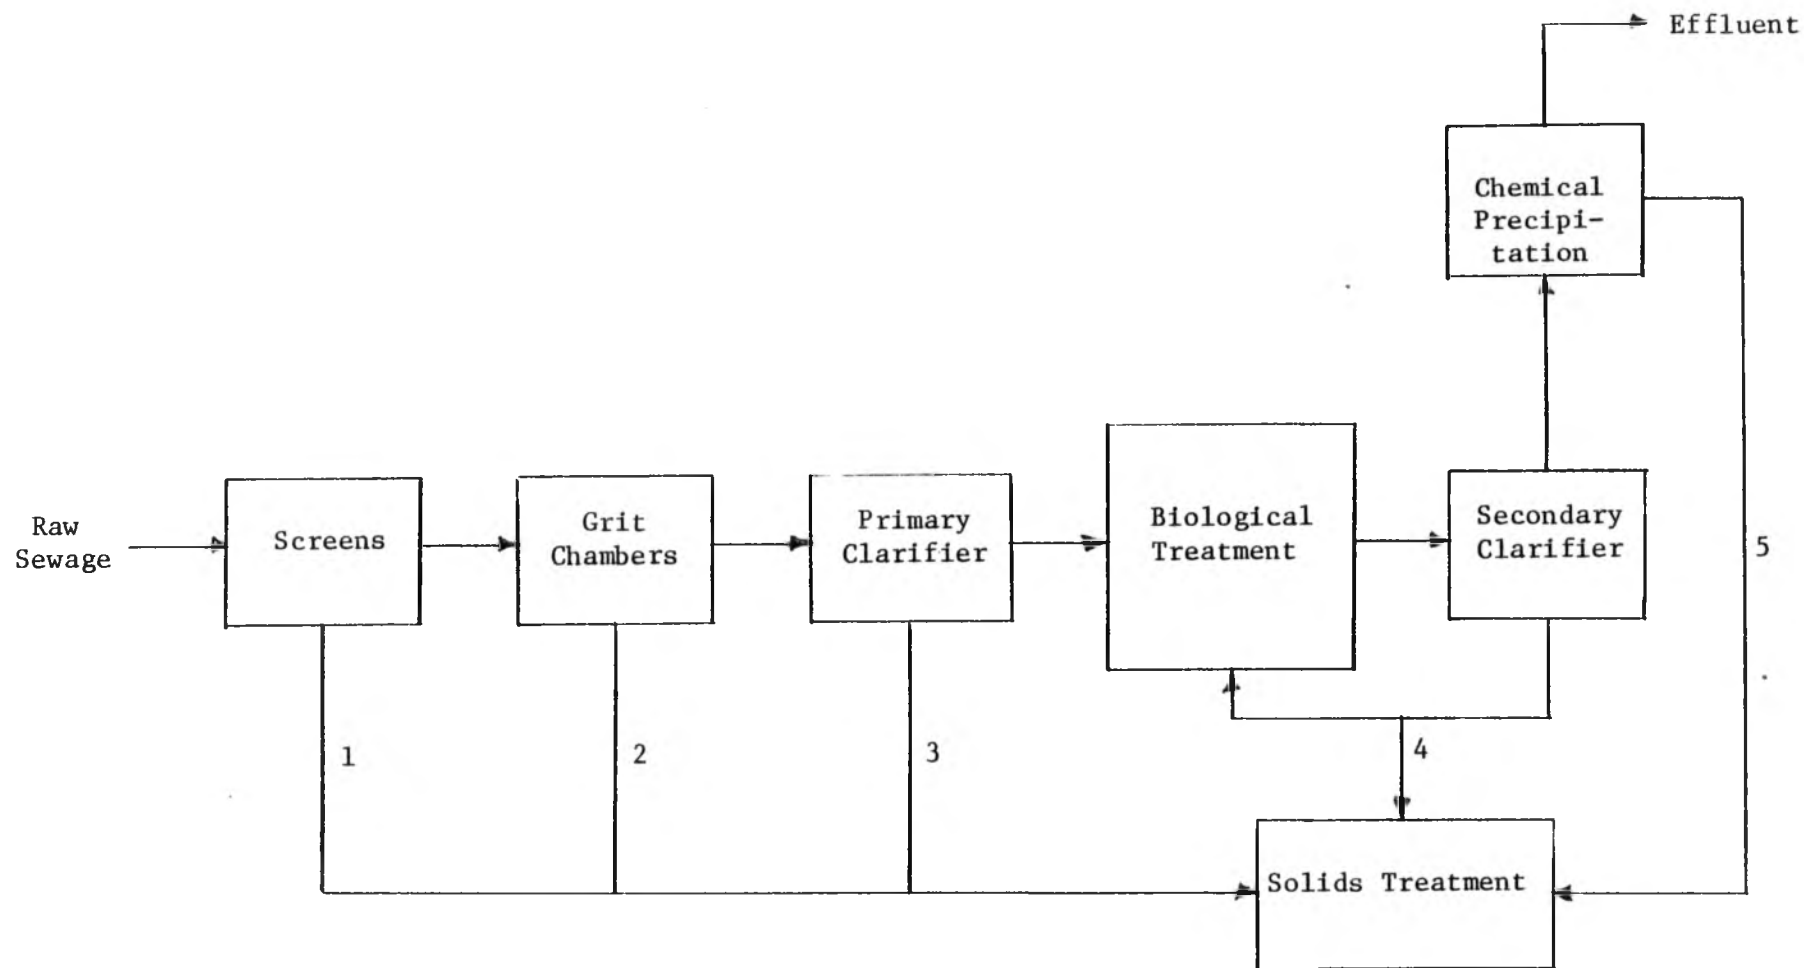 Effluent
Chemical
Precipi-
tation
Raw
Sewage
Screens
Grit
Chambers
Primary
Clarifier
Biological
Treatment
Secondary
Clarifier
5
1
2
3
4
Solids Treatment